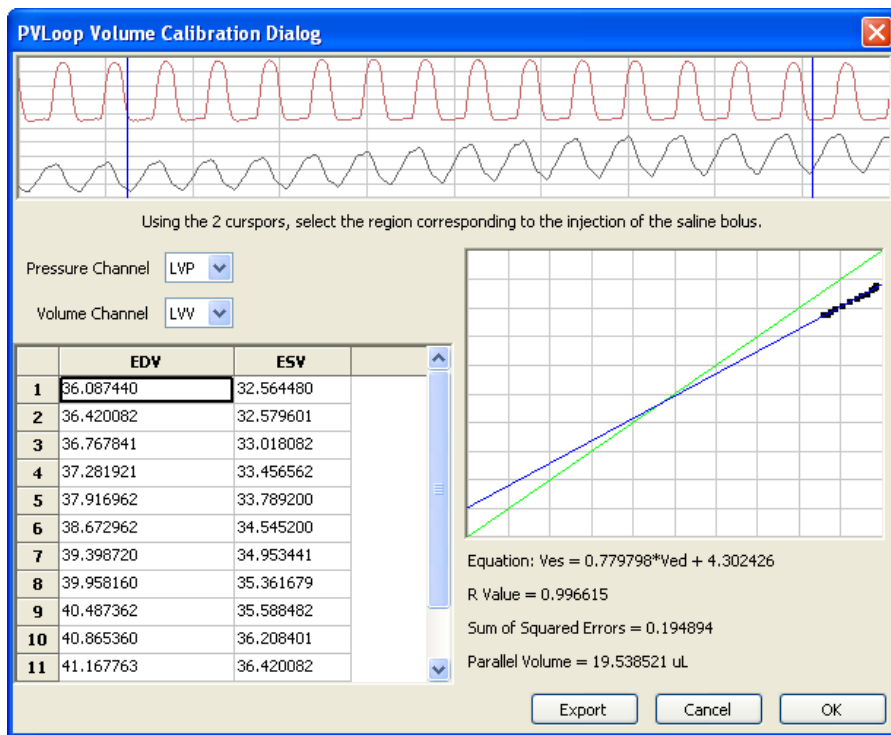 PVLoop Volume Calibration Dialog
Using the 2 curspors, select the region corresponding to the injection of the saline bolus.
Pressure Channel LVP
Volume Channel LVV
EDV ESV
1 36.087440 32.564480
2 36.420082 32.579601
3 36.767841 33.018082
4 37.281921 33.456562
5 37.916962 33.789200
6 38.672962 34.545200
7 39.398720 34.953441
8 39.958160 35.361679
9 40.487362 35.588482
10 40.865360 36.208401
11 41.167763 36.420082
Equation: Ves = 0.779798*Ved + 4.302426
R Value = 0.996615
Sum of Squared Errors = 0.194894
Parallel Volume = 19.538521 uL
Export Cancel OK